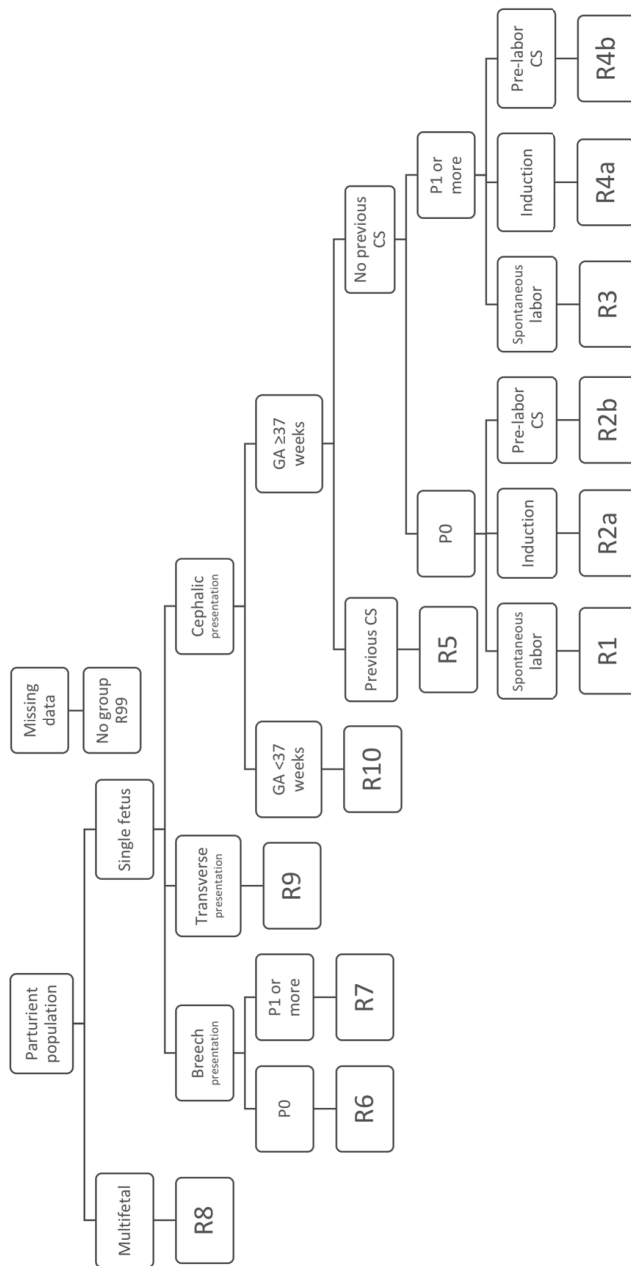 Parturient
population
Missing
data
Multifetal
Single fetus
No group
R99
R8
Breech
presentation
Transverse
presentation
Cephalic
presentation
P0
P1 or
more
R9
GA <37
weeks
GA ≥37
weeks
R6
R7
R10
Previous CS
No previous
CS
R5
P0
P1 or
more
Spontaneous
labor
Induction
Pre-labor
CS
Spontaneous
labor
Induction
Pre-labor
CS
R1
R2a
R2b
R3
R4a
R4b